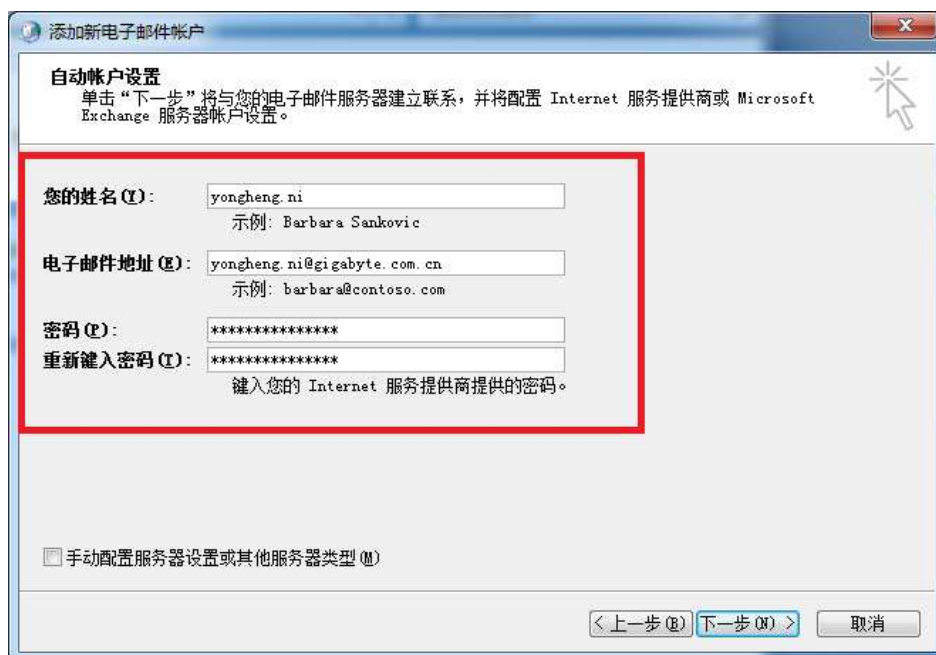 添加新电子邮件帐户
自动帐户设置
单击“下一步”将与您的电子邮件服务器建立联系，并将配置 Internet 服务提供商或 Microsoft
Exchange 服务器帐户设置。
您的姓名(Y)： yongheng.ni
示例: Barbara Sankovic
电子邮件地址(E)： yongheng.ni@gigabyte.com.cn
示例: barbara@contoso.com
密码(P)： ***************
重新键入密码(T)： ***************
键入您的 Internet 服务提供商提供的密码。
手动配置服务器设置或其他服务器类型(M)
< 上一步(B) 下一步(N) > 取消